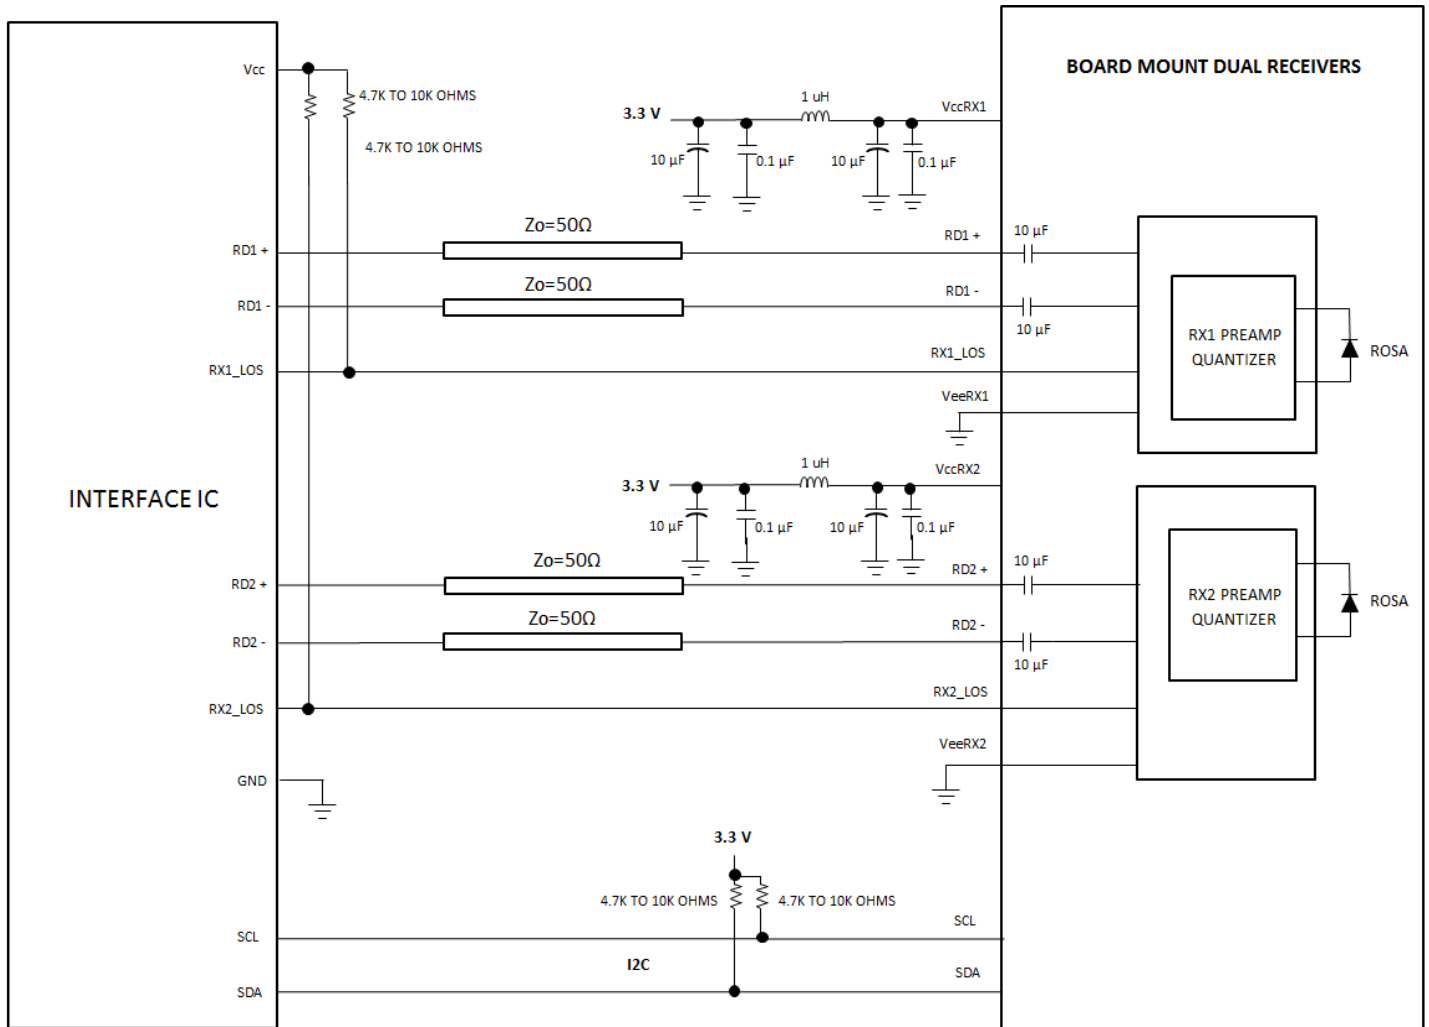 BOARD MOUNT DUAL RECEIVERS
Vcc
4.7K TO 10K OHMS
4.7K TO 10K OHMS
3.3 V
1 uH
VccRX1
10 µF
0.1 µF
10 µF
0.1 µF
RD1 +
Zo=50Ω
RD1 +
10 µF
RD1 -
Zo=50Ω
RD1 -
10 µF
RX1 PREAMP
QUANTIZER
ROSA
RX1_LOS
RX1_LOS
VeeRX1
INTERFACE IC
3.3 V
1 uH
VccRX2
10 µF
0.1 µF
10 µF
0.1 µF
RD2 +
Zo=50Ω
RD2 +
10 µF
RD2 -
Zo=50Ω
RD2 -
10 µF
RX2 PREAMP
QUANTIZER
ROSA
RX2_LOS
RX2_LOS
VeeRX2
GND
3.3 V
4.7K TO 10K OHMS
4.7K TO 10K OHMS
SCL
SCL
I2C
SDA
SDA